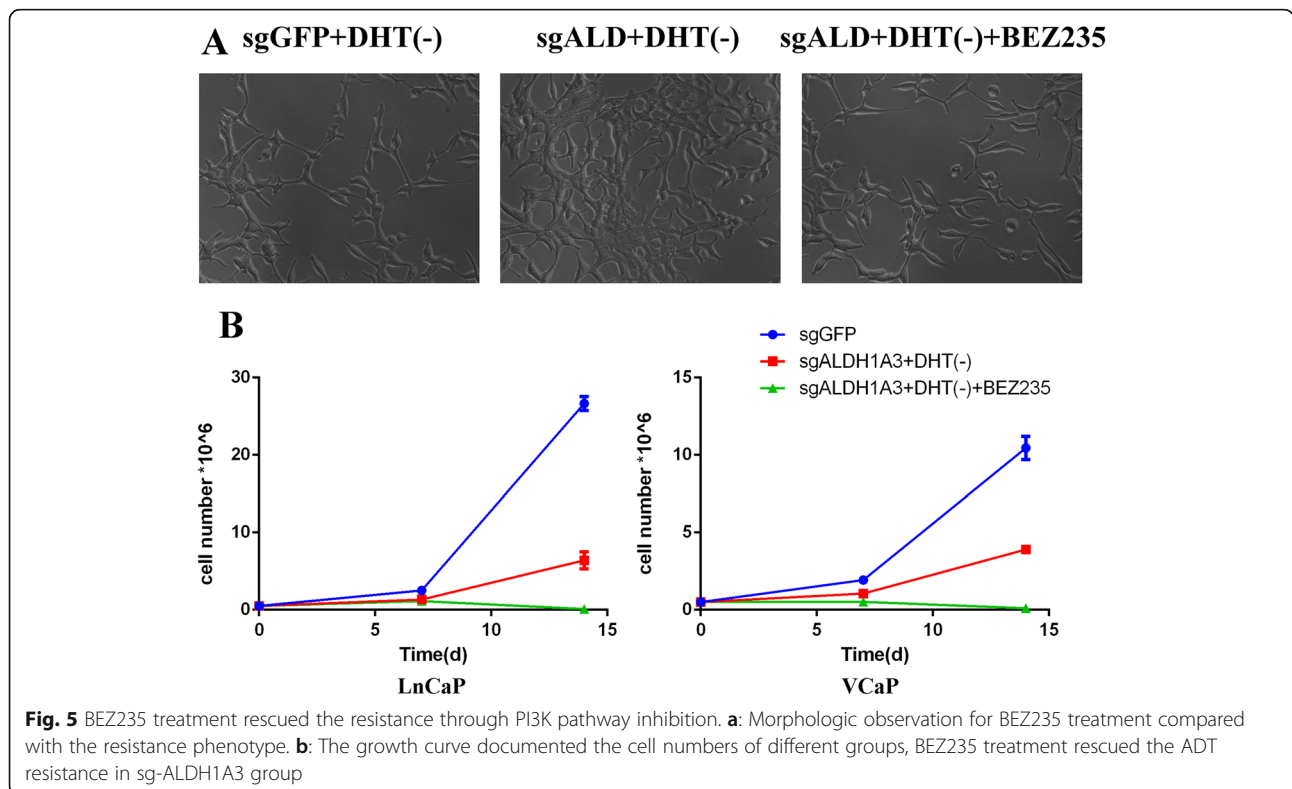 A sgGFP+DHT(-) sgALD+DHT(-) sgALD+DHT(-)+BEZ235
B
sgGFP
sgALDH1A3+DHT(-)
sgALDH1A3+DHT(-)+BEZ235
cell number *10^6
30
20
10
0
0 5 10 15
Time(d)
LnCaP
cell number *10^6
15
10
5
0
0 5 10 15
Time(d)
VCaP
Fig. 5 BEZ235 treatment rescued the resistance through PI3K pathway inhibition. a: Morphologic observation for BEZ235 treatment compared
with the resistance phenotype. b: The growth curve documented the cell numbers of different groups, BEZ235 treatment rescued the ADT
resistance in sg-ALDH1A3 group